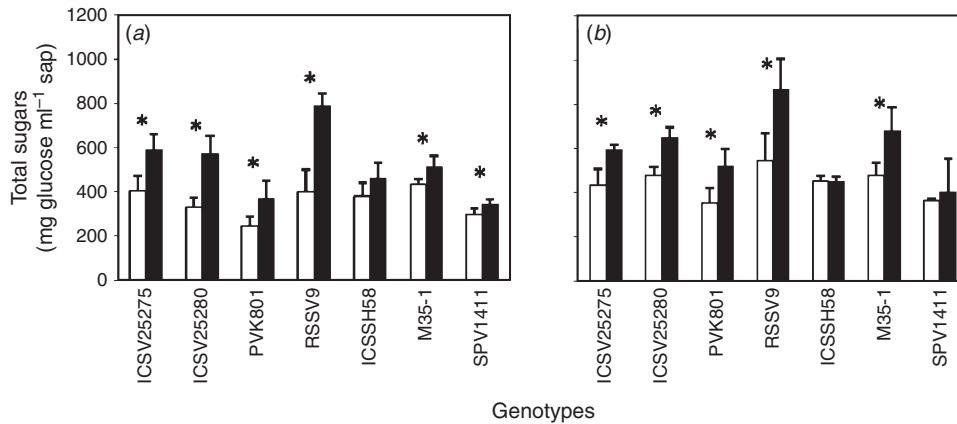 Total sugars
(mg glucose ml−1 sap)
1200
1000
800
600
400
200
0
(a)
*
*
*
*
*
*
ICSV25275
ICSV25280
PVK801
RSSV9
ICSSH58
M35-1
SPV1411
(b)
*
*
*
*
*
ICSV25275
ICSV25280
PVK801
RSSV9
ICSSH58
M35-1
SPV1411
Genotypes